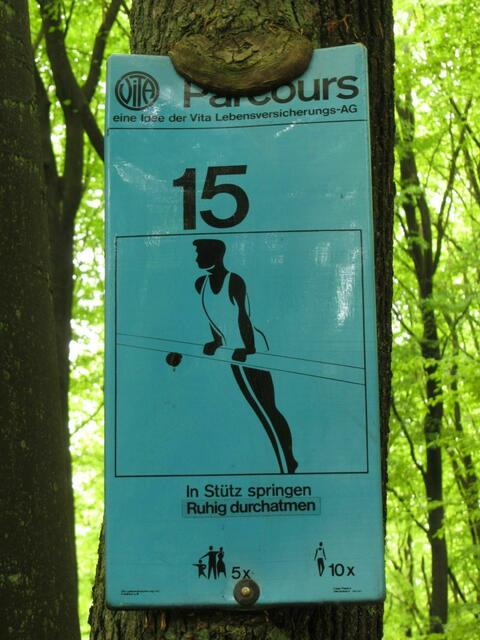 VITA Parcours
eine Idee der Vita Lebensversicherungs-AG
15
In Stütz springen
Ruhig durchatmen
5x
10x